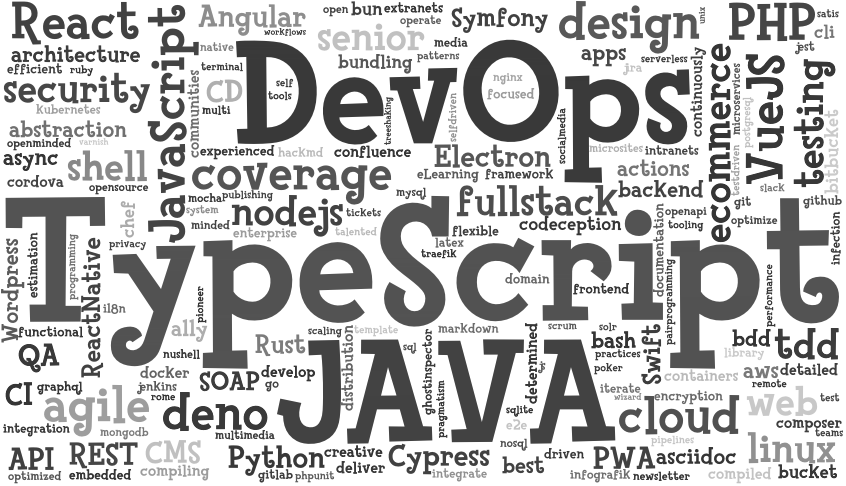 React
Angular
workflows
open
bun
extranets
operate
Symfony
design
unix
PHP
satis
cli
jest
architecture
efficient
ruby
JavaScript
native
senior
media
patterns
bundling
apps
jra
serverless
continuously
security
terminal
communities
CD
multi
self
tools
DevOps
nginx
focused
treehaking
selfdriven
socialmedia
microsites
intranets
ecommerce
microservices
testdriven
postgresql
VueJS
testing
bitbucket
kubernetes
abstraction
openminded
varnish
async
shell
cordova
opensource
experienced
hackmd
confluence
Electron
eLearning
framework
actions
backend
slack
git
github
coverage
mocha
publishing
system
minded
nodejs
tickets
mysql
fullstack
codeception
openapi
tooling
optimize
infection
chef
privacy
enterprise
talented
flexible
latex
traefik
documentation
TypeScript
Wordpress
estimation
programming
ReactNative
i18n
pioneer
domain
frontend
pairprogramming
performance
functional
a11y
nushell
QA
Rust
scaling
template
distribution
sql
markdown
scrum
solr
bash
practices
poker
Swift
bdd
library
tdd
docker
jenkins
SOAP
develop
go
JAVA
ghostinspector
pragmatism
determined
sqlite
e2e
nosql
iterate
wizard
containers
aws
detailed
remote
CI
graphql
rome
agile
integration
mongodb
deno
multimedia
encryption
cloud
pipelines
web
test
composer
teams
API
optimized
REST
embedded
CMS
compiling
Python
creative
gitlab
phpunit
deliver
Cypress
integrate
best
driven
infografik
PWA
newsletter
asciidoc
compiled
linux
bucket